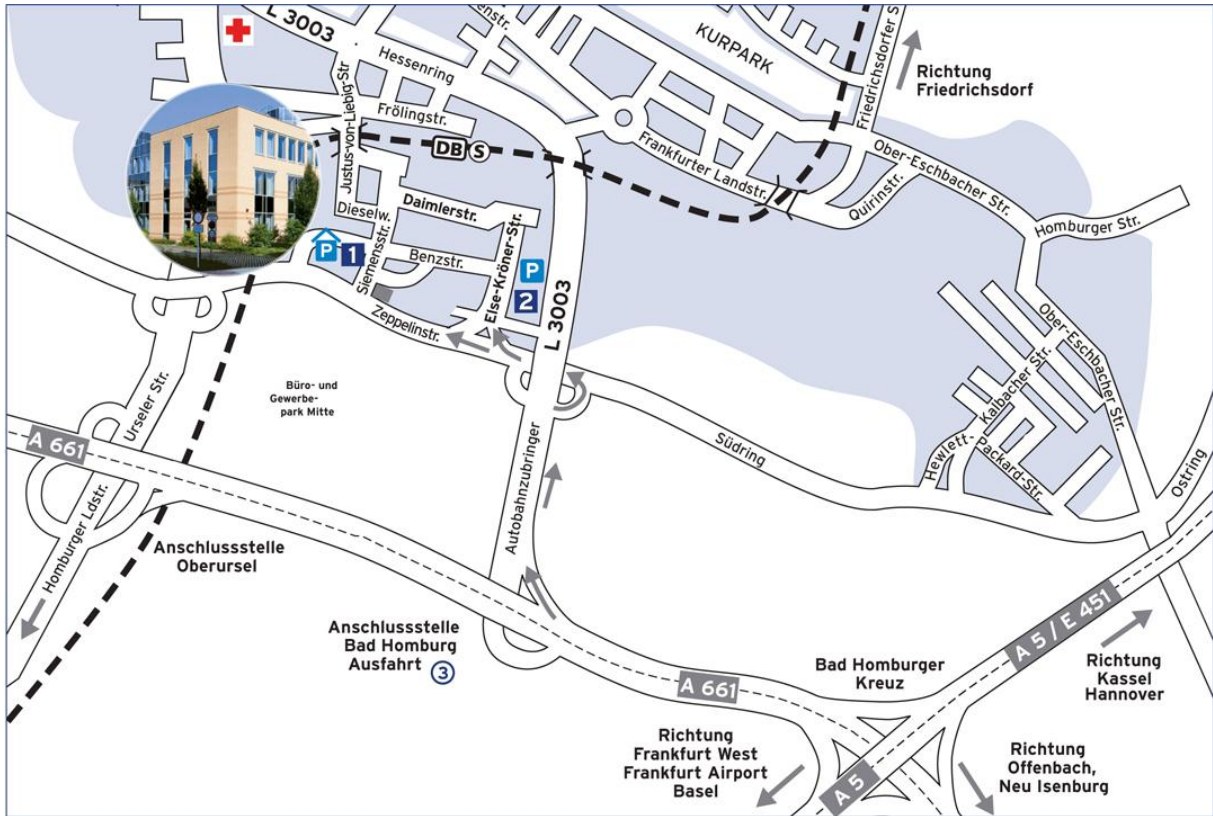 L 3003
KURPARK
Friedrichsdorfer S
Richtung
Friedrichsdorf
Hessenring
Justus-von-Liebig-Str
Frölingstr.
DB S
Frankfurter Landstr.
Ober-Eschbacher Str.
Quirinstr.
Homburger Str.
Daimlerstr.
Dieselw.
P
1
Siemensstr.
Benzstr.
Else-Kröner-Str.
P
2
L 3003
Zeppelinstr.
Ober-Eschbacher Str.
Kalbacher Str.
Büro- und
Gewerbe-
park Mitte
Urseler Str.
A 661
Südring
Hewlett-Packard-Str.
Ostring
Autobahnzubringer
Homburger Ldstr.
Anschlussstelle
Oberursel
Anschlussstelle
Bad Homburg
Ausfahrt 3
A 661
Bad Homburger
Kreuz
A 5 / E 451
Richtung
Kassel
Hannover
Richtung
Frankfurt West
Frankfurt Airport
Basel
A 5
Richtung
Offenbach,
Neu Isenburg